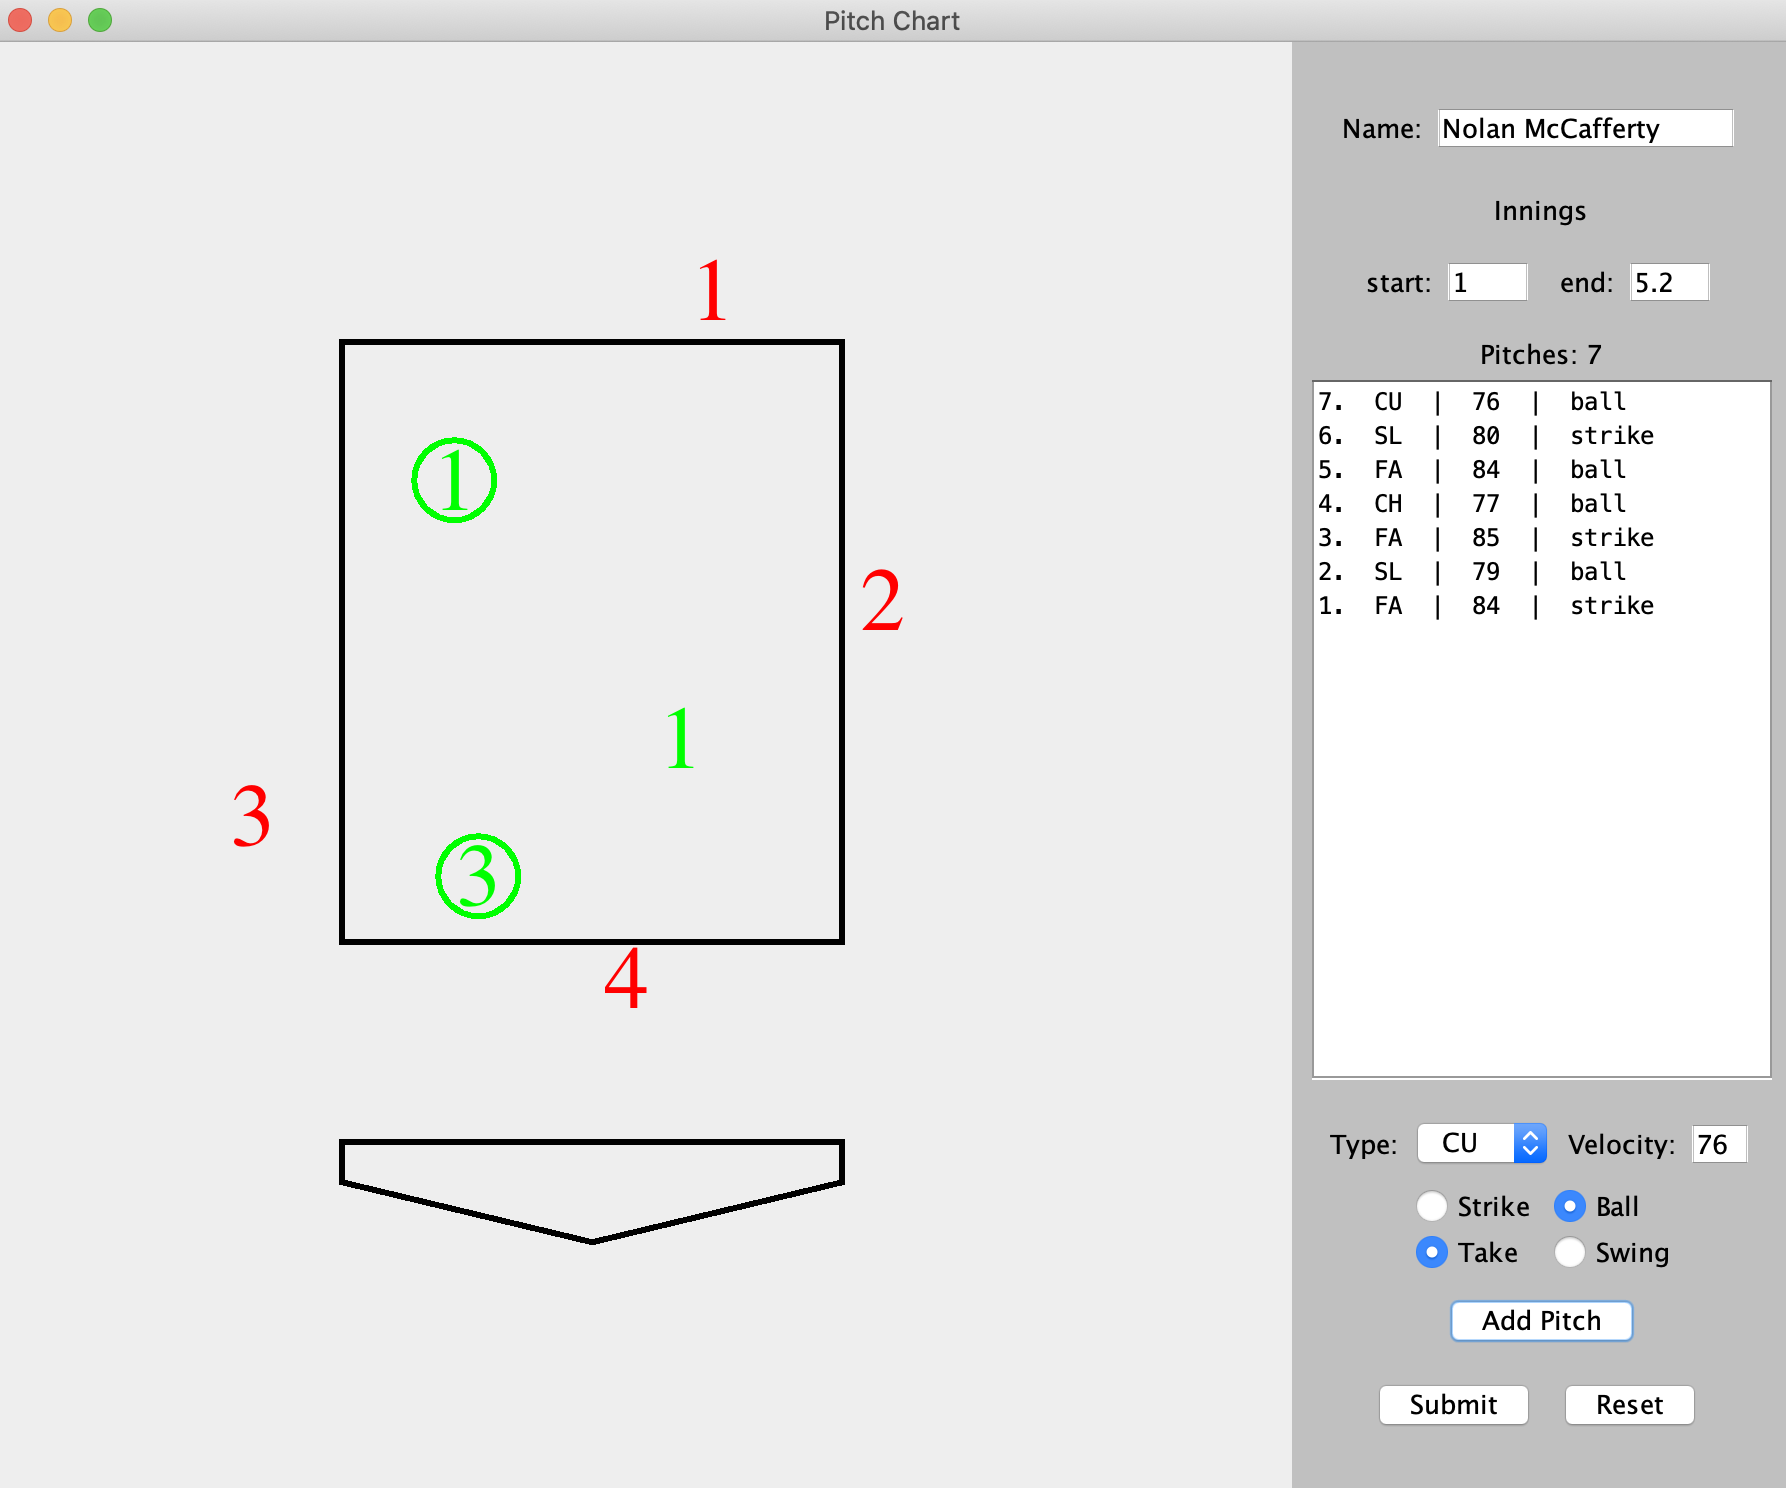 Pitch Chart
1
1
2
1
3
3
4
Name: Nolan McCafferty
Innings
start: 1 end: 5.2
Pitches: 7
7. CU | 76 | ball
6. SL | 80 | strike
5. FA | 84 | ball
4. CH | 77 | ball
3. FA | 85 | strike
2. SL | 79 | ball
1. FA | 84 | strike
Type: CU Velocity: 76
Strike Ball
Take Swing
Add Pitch
Submit Reset